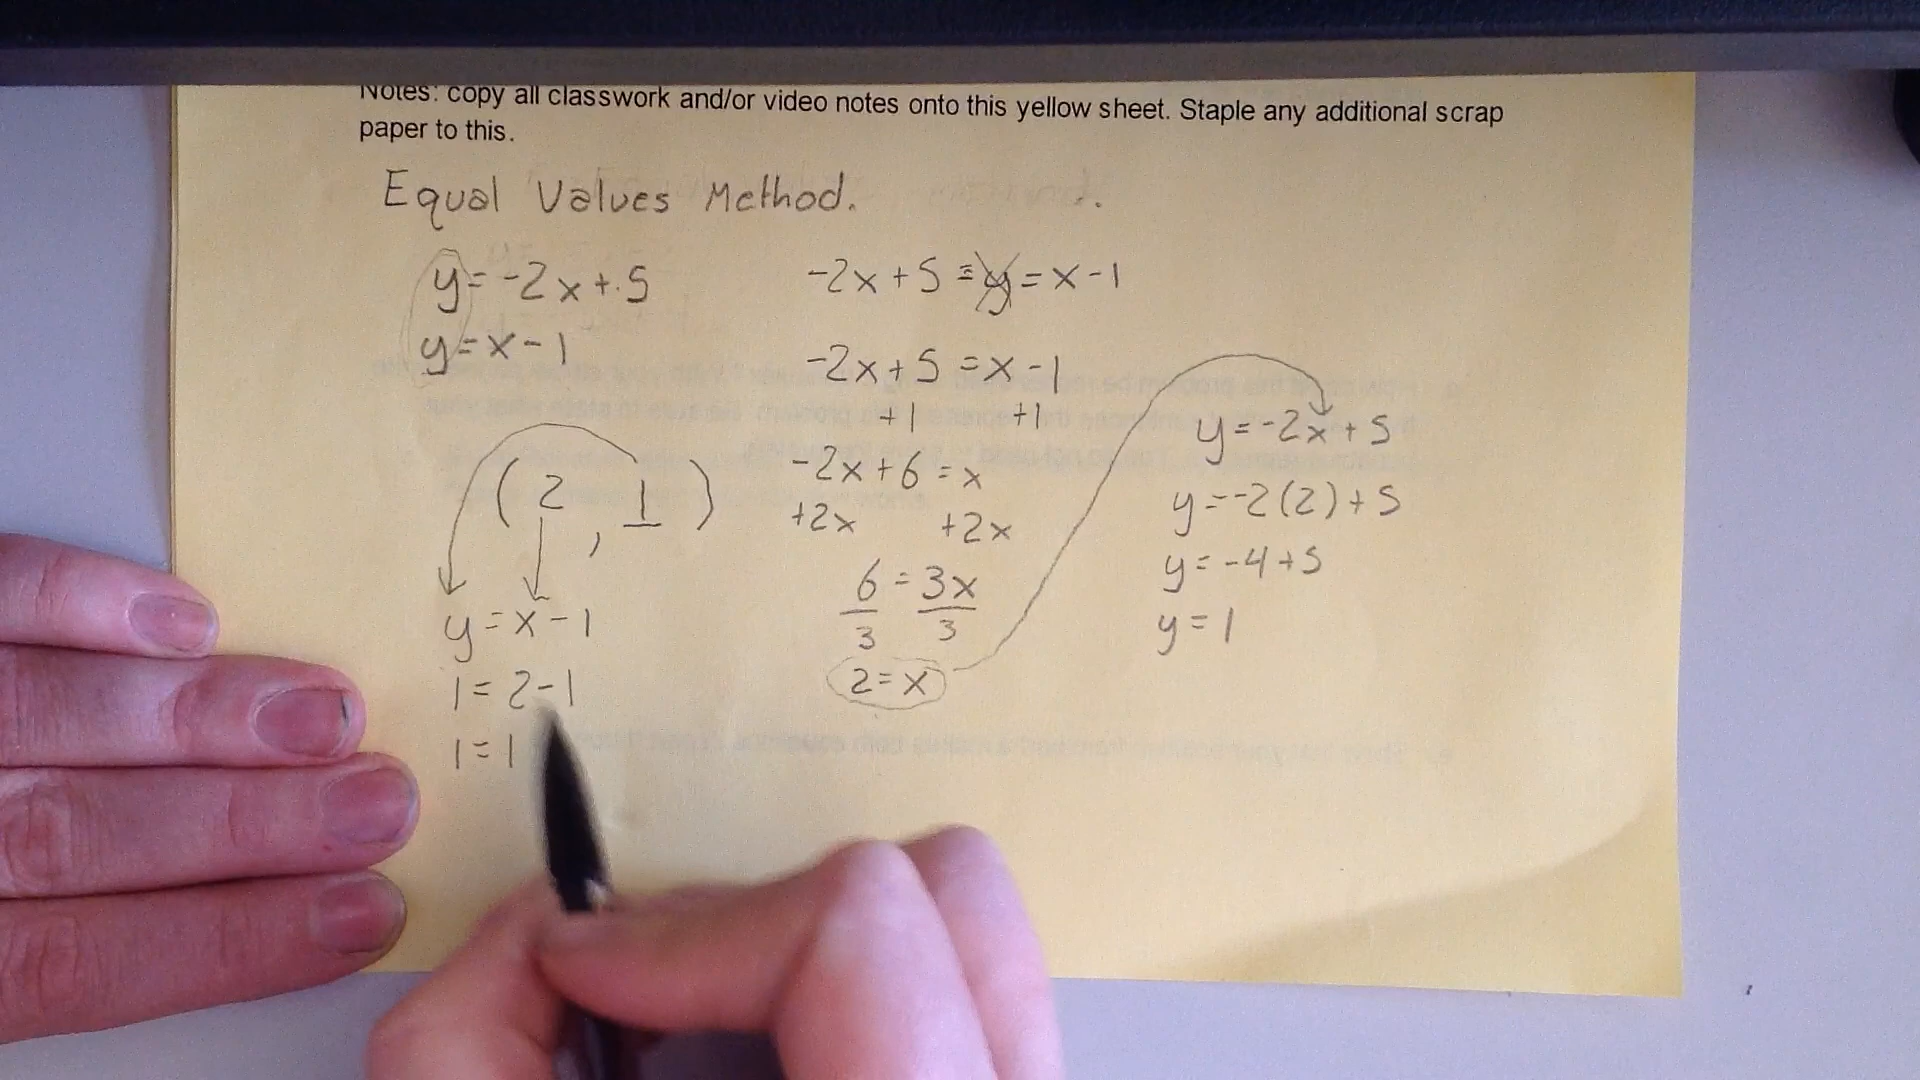 Notes: copy all classwork and/or video notes onto this yellow sheet. Staple any additional scrap
paper to this.
Equal Values Method.
y=-2x+5
y=x-1
(2, 1)
y=x-1
1=2-1
1=1
-2x+5=y=x-1
-2x+5=x-1
+1 +1
-2x+6=x
+2x +2x
6=3x
3 3
2=x
y=-2x+5
y=-2(2)+5
y=-4+5
y=1